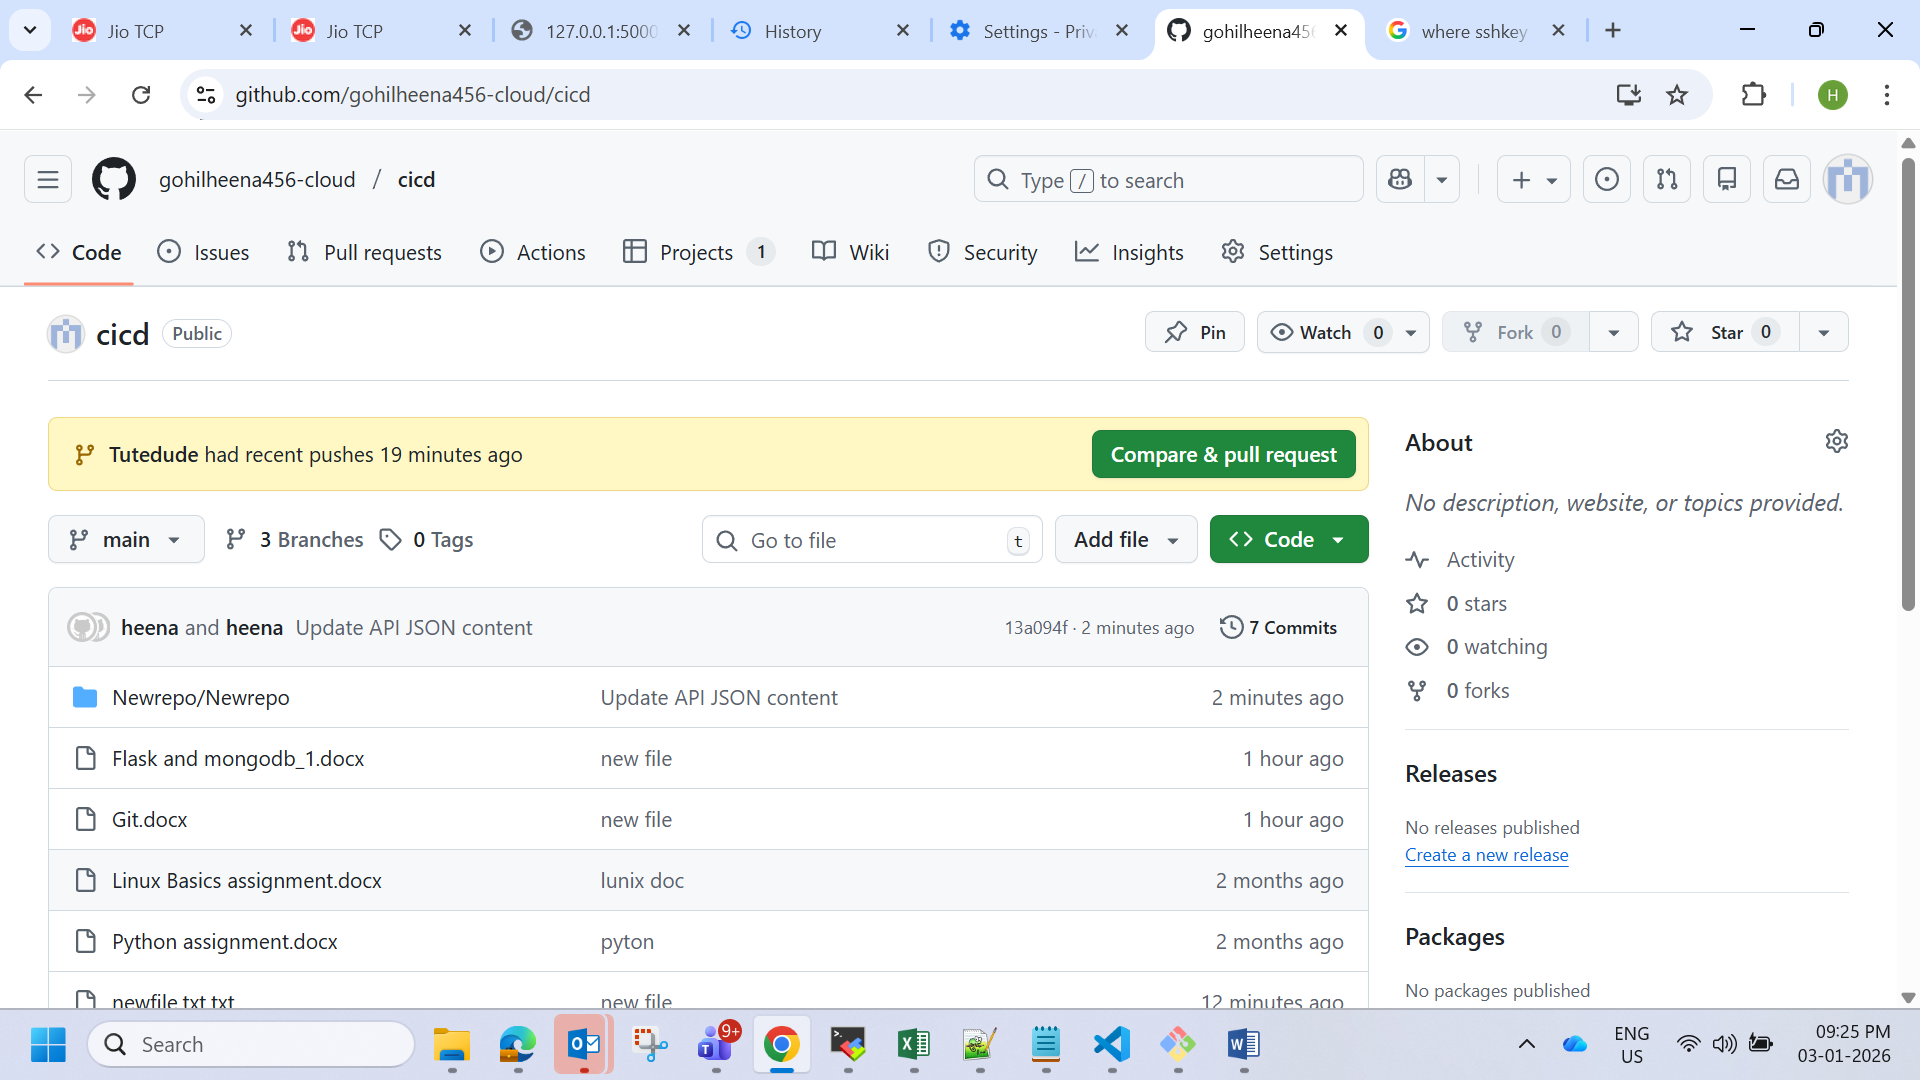 Jio TCP
Jio TCP
127.0.0.1:5000
History
Settings - Priv
gohilheena456
where sshkey
github.com/gohilheena456-cloud/cicd
H
gohilheena456-cloud / cicd
Type / to search
Code
Issues
Pull requests
Actions
Projects 1
Wiki
Security
Insights
Settings
cicd Public
Pin
Watch 0
Fork 0
Star 0
Tutedude had recent pushes 19 minutes ago
Compare & pull request
main
3 Branches
0 Tags
Go to file t
Add file
Code
heena and heena Update API JSON content 13a094f · 2 minutes ago 7 Commits
Newrepo/Newrepo Update API JSON content 2 minutes ago
Flask and mongodb_1.docx new file 1 hour ago
Git.docx new file 1 hour ago
Linux Basics assignment.docx lunix doc 2 months ago
Python assignment.docx pyton 2 months ago
newfile.txt.txt new file 12 minutes ago
About
No description, website, or topics provided.
Activity
0 stars
0 watching
0 forks
Releases
No releases published
Create a new release
Packages
No packages published
Search
9+
ENG
US
09:25 PM
03-01-2026